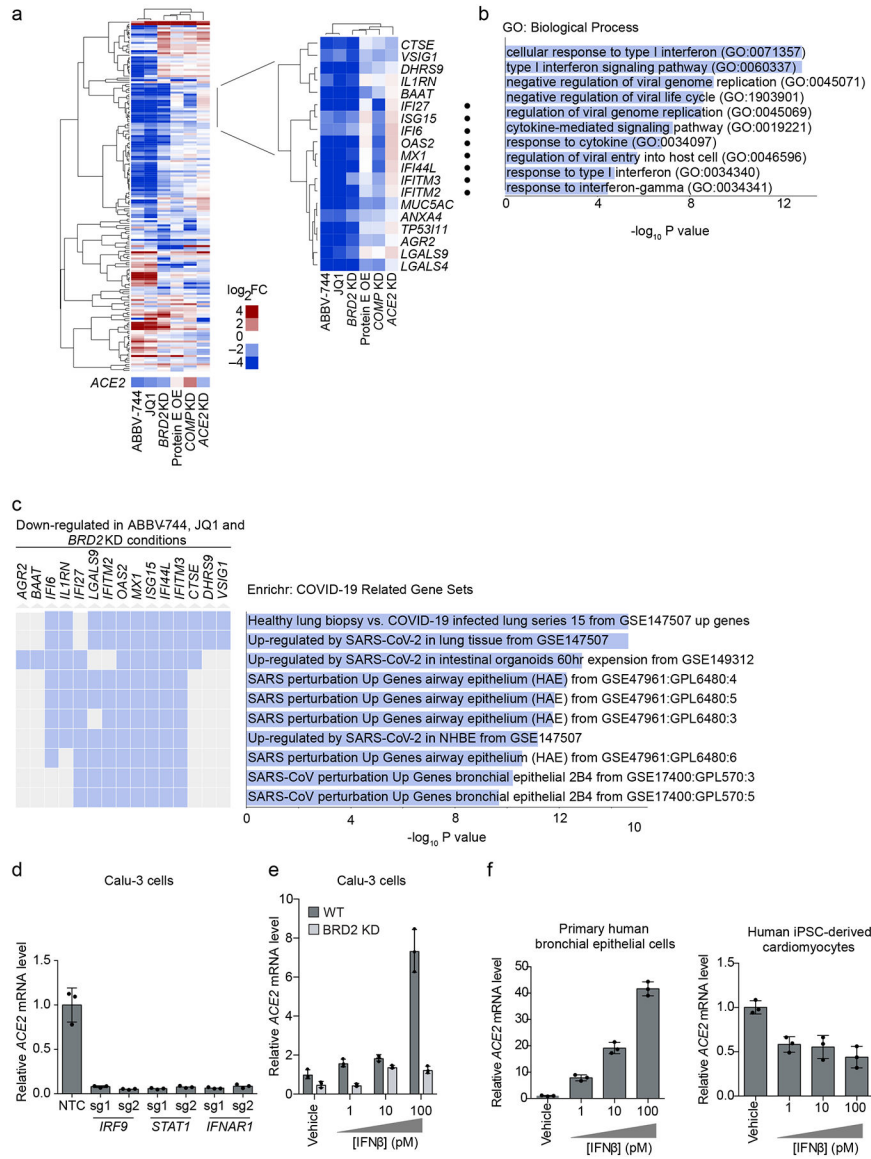 a
CTSE
VSIG1
DHRS9
IL1RN
BAAT
IFI27
ISG15
IFI6
OAS2
MX1
IFI44L
IFITM3
IFITM2
MUC5AC
ANXA4
TP53I11
AGR2
LGALS9
LGALS4
ABBV-744
JQ1
BRD2 KD
Protein E OE
COMP KD
ACE2 KD
log2FC
4
2
0
−2
−4
ACE2
ABBV-744
JQ1
BRD2KD
Protein E OE
COMPKD
ACE2KD
b
GO: Biological Process
cellular response to type I interferon (GO:0071357)
type I interferon signaling pathway (GO:0060337)
negative regulation of viral genome replication (GO:0045071)
negative regulation of viral life cycle (GO:1903901)
regulation of viral genome replication (GO:0045069)
cytokine-mediated signaling pathway (GO:0019221)
response to cytokine (GO:0034097)
regulation of viral entry into host cell (GO:0046596)
response to type I interferon (GO:0034340)
response to interferon-gamma (GO:0034341)
0 4 8 12
-log10 P value
c
Down-regulated in ABBV-744, JQ1 and
BRD2 KD conditions
AGR2
BAAT
IFI6
IL1RN
IFI27
LGALS9
IFITM2
OAS2
MX1
ISG15
IFI44L
IFITM3
CTSE
DHRS9
VSIG1
Enrichr: COVID-19 Related Gene Sets
Healthy lung biopsy vs. COVID-19 infected lung series 15 from GSE147507 up genes
Up-regulated by SARS-CoV-2 in lung tissue from GSE147507
Up-regulated by SARS-CoV-2 in intestinal organoids 60hr expension from GSE149312
SARS perturbation Up Genes airway epithelium (HAE) from GSE47961:GPL6480:4
SARS perturbation Up Genes airway epithelium (HAE) from GSE47961:GPL6480:5
SARS perturbation Up Genes airway epithelium (HAE) from GSE47961:GPL6480:3
Up-regulated by SARS-CoV-2 in NHBE from GSE147507
SARS perturbation Up Genes airway epithelium (HAE) from GSE47961:GPL6480:6
SARS-CoV perturbation Up Genes bronchial epithelial 2B4 from GSE17400:GPL570:3
SARS-CoV perturbation Up Genes bronchial epithelial 2B4 from GSE17400:GPL570:5
0 4 8 12 10
-log10 P value
d
Calu-3 cells
Relative ACE2 mRNA level
1.5
1.0
0.5
0.0
NTC sg1 sg2 sg1 sg2 sg1 sg2
IRF9 STAT1 IFNAR1
e
Calu-3 cells
WT
BRD2 KD
Relative ACE2 mRNA level
10
8
6
4
2
0
Vehicle 1 10 100
[IFNβ] (pM)
f
Primary human
bronchial epithelial cells
Relative ACE2 mRNA level
50
40
30
20
10
0
Vehicle 1 10 100
[IFNβ] (pM)
Human iPSC-derived
cardiomyocytes
Relative ACE2 mRNA level
1.5
1.0
0.5
0.0
Vehicle 1 10 100
[IFNβ] (pM)